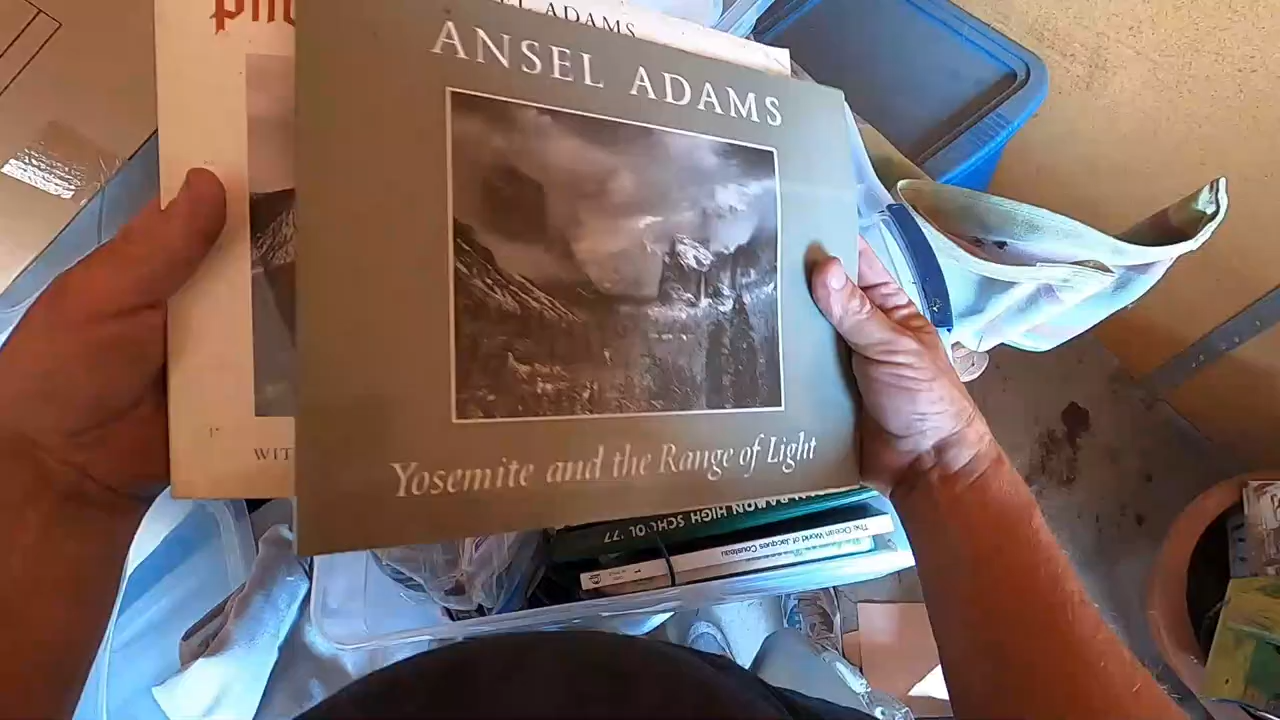 ADAMS
ANSEL ADAMS
Yosemite and the Range of Light
WIT
RAMON HIGH SCHOOL '77
The Ocean World of Jacques Cousteau